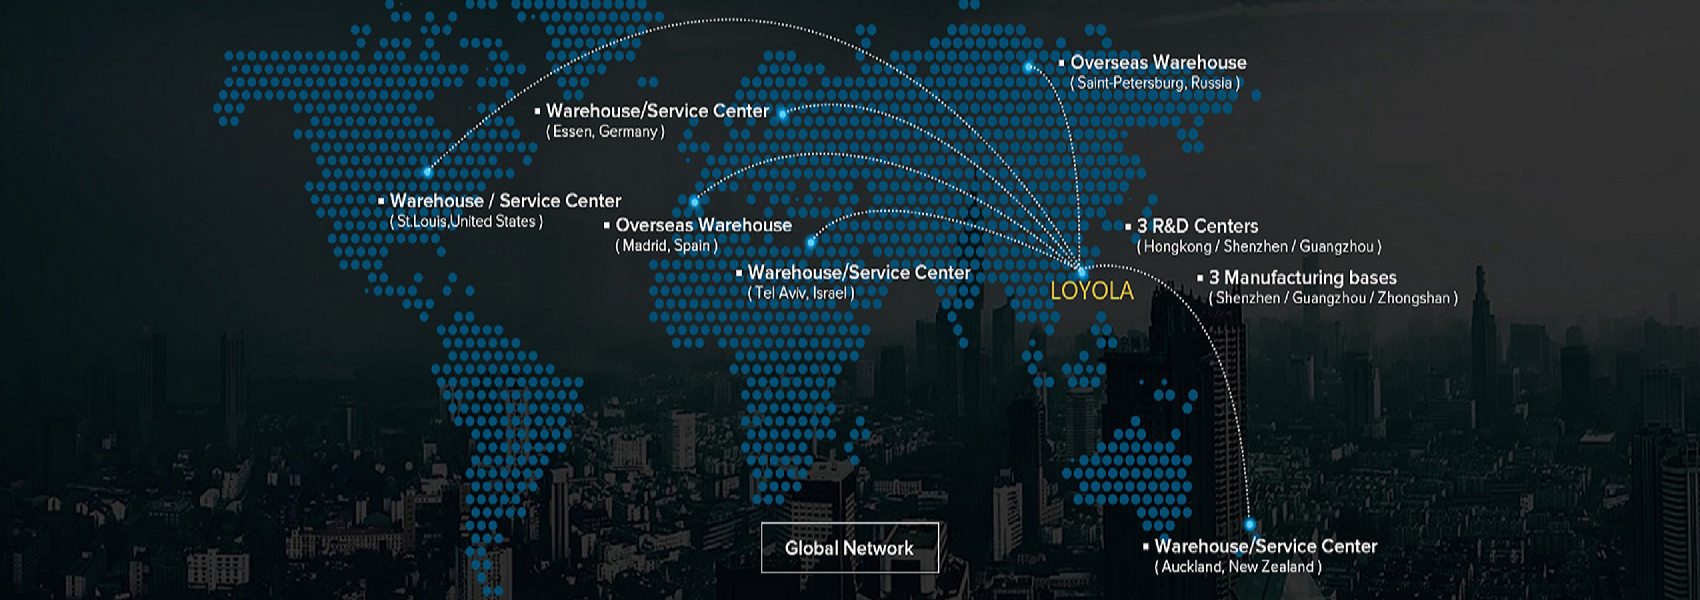 ▪ Overseas Warehouse
( Saint-Petersburg, Russia )
▪ Warehouse/Service Center
( Essen, Germany )
▪ Warehouse / Service Center
( St.Louis,United States )
▪ Overseas Warehouse
( Madrid, Spain )
▪ 3 R&D Centers
( Hongkong / Shenzhen / Guangzhou )
▪ Warehouse/Service Center
( Tel Aviv, Israel )
▪ 3 Manufacturing bases
( Shenzhen / Guangzhou / Zhongshan )
LOYOLA
Global Network
▪ Warehouse/Service Center
( Auckland, New Zealand )